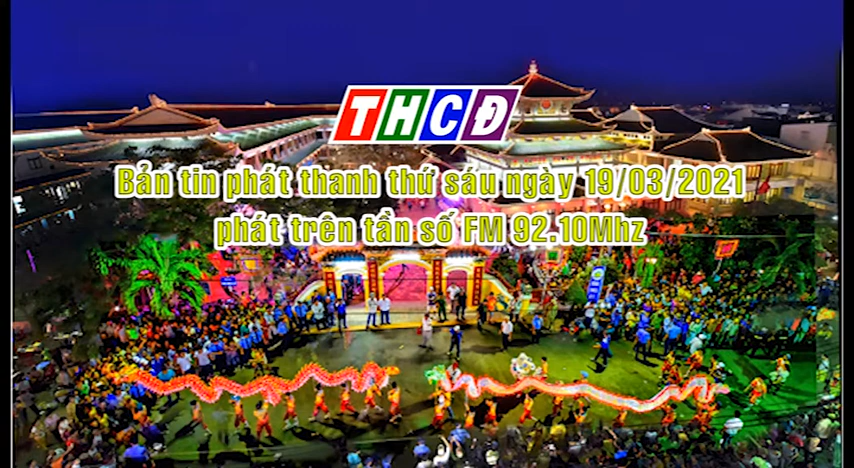 THCĐ
Bản tin phát thanh thứ sáu ngày 19/03/2021
phát trên tần số FM 92.10Mhz